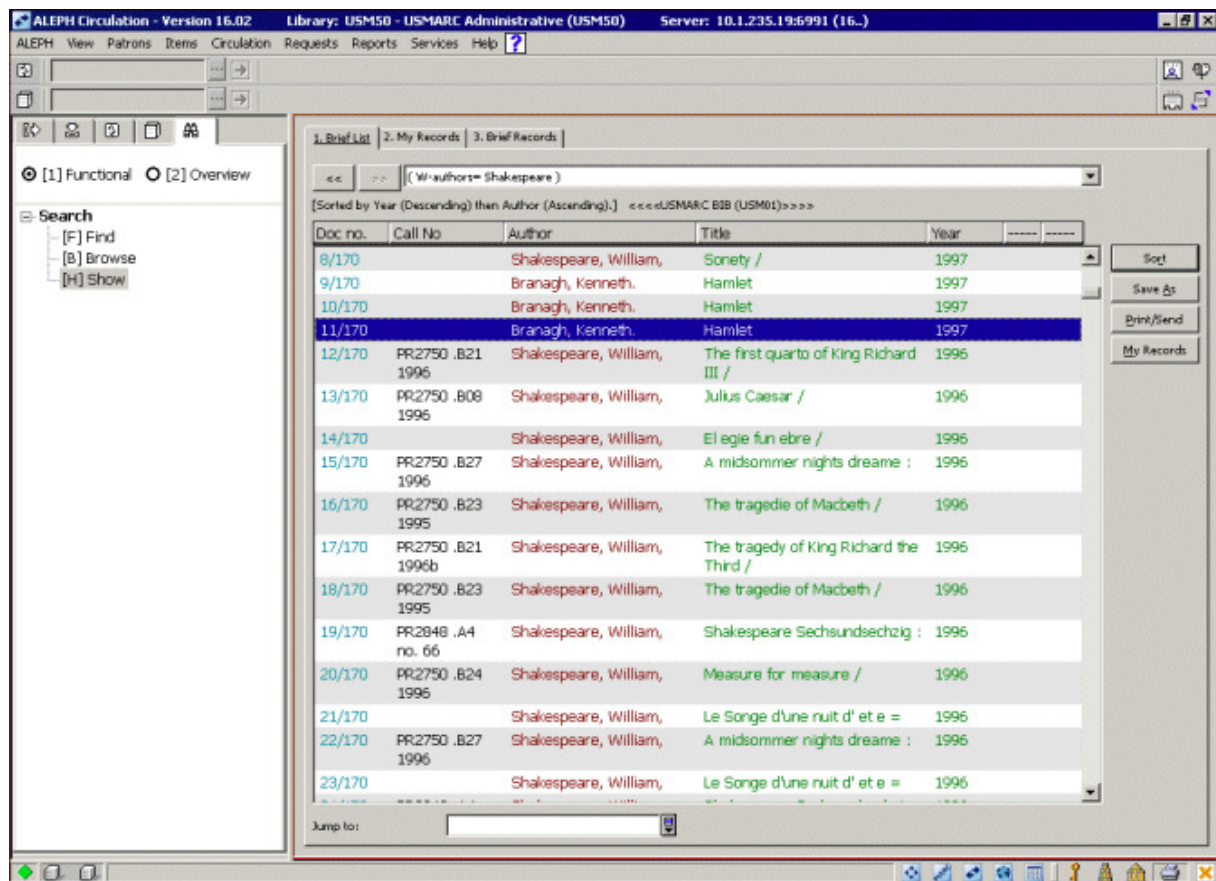 ALEPH Circulation - Version 16.02 Library: USM50 - USMARC Administrative (USM50) Server: 10.1.235.19:6991 (16..)
ALEPH View Patrons Items Circulation Requests Reports Services Help ?
1. Brief List 2. My Records 3. Brief Records
[1] Functional [2] Overview
<< >> ( W-authors= Shakespeare )
[Sorted by Year (Descending) then Author (Ascending).] <<<<USMARC BIB (USM01)>>>>
Search
[F] Find
[B] Browse
[H] Show
Doc no. Call No Author Title Year ----- -----
8/170 Shakespeare, William, Sonety / 1997
9/170 Branagh, Kenneth. Hamlet 1997
10/170 Branagh, Kenneth. Hamlet 1997
11/170 Branagh, Kenneth. Hamlet 1997
12/170 PR2750 .B21 Shakespeare, William, The first quarto of King Richard 1996
1996 III /
13/170 PR2750 .B08 Shakespeare, William, Julius Caesar / 1996
1996
14/170 Shakespeare, William, El egie fun ebre / 1996
15/170 PR2750 .B27 Shakespeare, William, A midsommer nights dreame : 1996
1996
16/170 PR2750 .B23 Shakespeare, William, The tragedie of Macbeth / 1996
1995
17/170 PR2750 .B21 Shakespeare, William, The tragedy of King Richard the 1996
1996b Third /
18/170 PR2750 .B23 Shakespeare, William, The tragedie of Macbeth / 1996
1995
19/170 PR2848 .A4 Shakespeare, William, Shakespeare Sechsundsechzig : 1996
no. 66
20/170 PR2750 .B24 Shakespeare, William, Measure for measure / 1996
1996
21/170 Shakespeare, William, Le Songe d'une nuit d' et e = 1996
22/170 PR2750 .B27 Shakespeare, William, A midsommer nights dreame : 1996
1996
23/170 Shakespeare, William, Le Songe d'une nuit d' et e = 1996
Sort
Save As
Print/Send
My Records
Jump to: